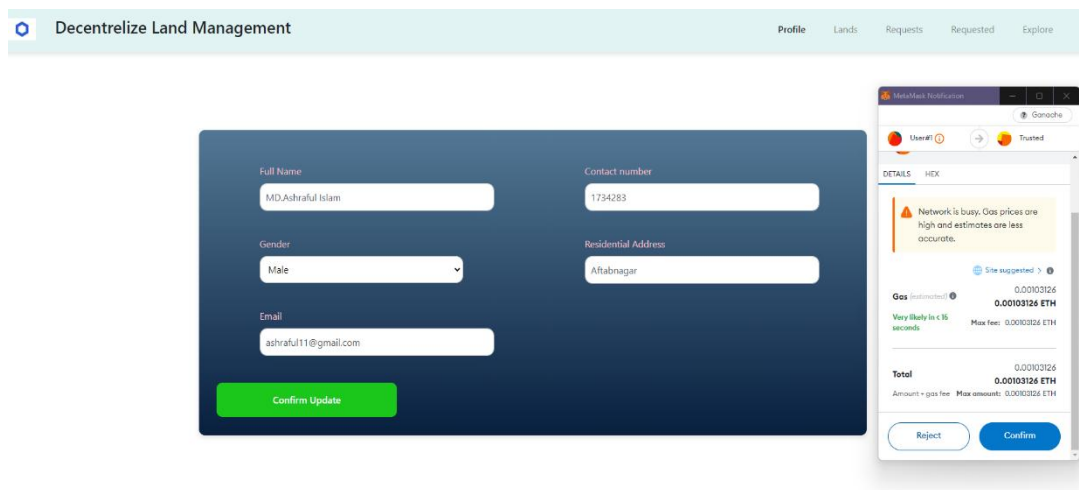 Decentrelize Land Management
Profile Lands Requests Requested Explore
Full Name
MD.Ashraful Islam
Contact number
1734283
Gender
Male
Residential Address
Aftabnagar
Email
ashraful11@gmail.com
Confirm Update
MetaMask Notification
Ganache
User#1
Trusted
DETAILS HEX
Network is busy. Gas prices are
high and estimates are less
accurate.
Site suggested >
Gas (estimated)
0.00103126
0.00103126 ETH
Very likely in < 15
seconds
Max fee: 0.00103126 ETH
Total
0.00103126
0.00103126 ETH
Amount + gas fee Max amount: 0.00103126 ETH
Reject
Confirm